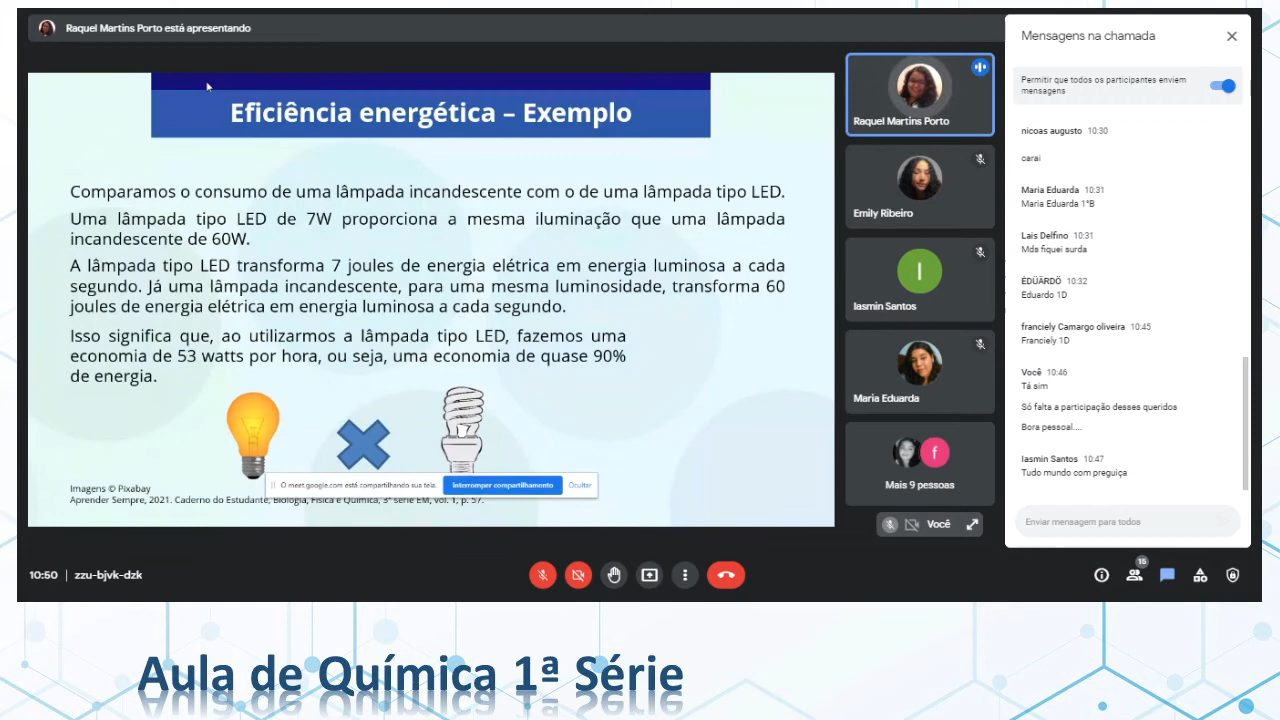 Raquel Martins Porto está apresentando
Eficiência energética – Exemplo
Comparamos o consumo de uma lâmpada incandescente com o de uma lâmpada tipo LED.
Uma lâmpada tipo LED de 7W proporciona a mesma iluminação que uma lâmpada
incandescente de 60W.
A lâmpada tipo LED transforma 7 joules de energia elétrica em energia luminosa a cada
segundo. Já uma lâmpada incandescente, para uma mesma luminosidade, transforma 60
joules de energia elétrica em energia luminosa a cada segundo.
Isso significa que, ao utilizarmos a lâmpada tipo LED, fazemos uma
economia de 53 watts por hora, ou seja, uma economia de quase 90%
de energia.
Imagens © Pixabay
Aprender Sempre, 2021. Caderno do Estudante, Biologia, Física e Química, 3ª série EM, vol. 1, p. 57.
O meet.google.com está compartilhando sua tela.
Interromper compartilhamento
Ocultar
Raquel Martins Porto
Emily Ribeiro
I
Iasmin Santos
Maria Eduarda
f
Mais 9 pessoas
Você
Mensagens na chamada
Permitir que todos os participantes enviem
mensagens
nicoas augusto 10:30
carai
Maria Eduarda 10:31
Maria Eduarda 1°B
Lais Delfino 10:31
Mds fiquei surda
ÉDÜÄRDÖ 10:32
Eduardo 1D
franciely Camargo oliveira 10:45
Franciely 1D
Você 10:46
Tá sim
Só falta a participação desses queridos
Bora pessoal....
Iasmin Santos 10:47
Tudo mundo com preguiça
Enviar mensagem para todos
10:50 | zzu-bjvk-dzk
15
Aula de Química 1ª Série